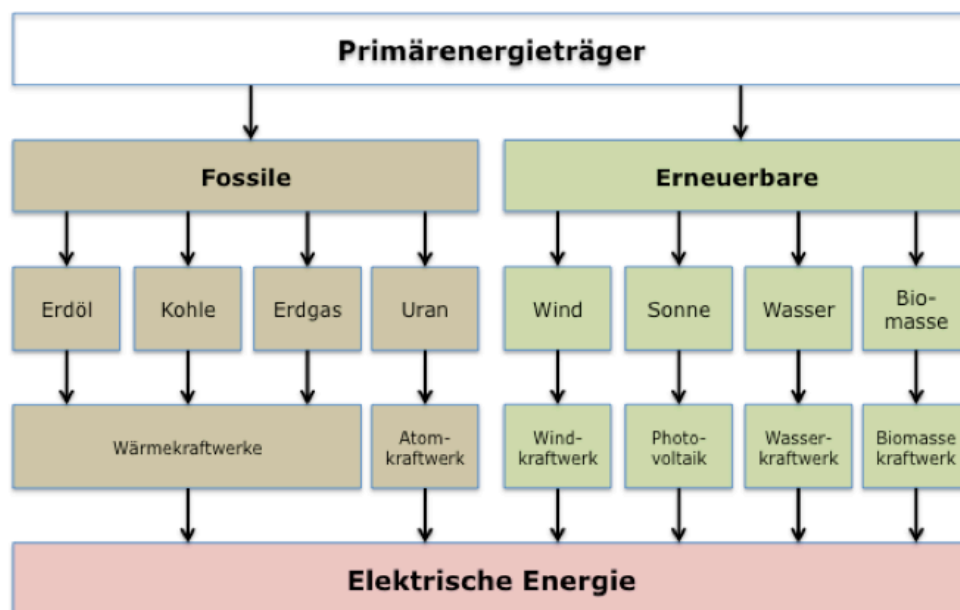 Primärenergieträger
Fossile
Erneuerbare
Erdöl
Kohle
Erdgas
Uran
Wind
Sonne
Wasser
Bio-
masse
Wärmekraftwerke
Atom-
kraftwerk
Wind-
kraftwerk
Photo-
voltaik
Wasser-
kraftwerk
Biomasse
kraftwerk
Elektrische Energie